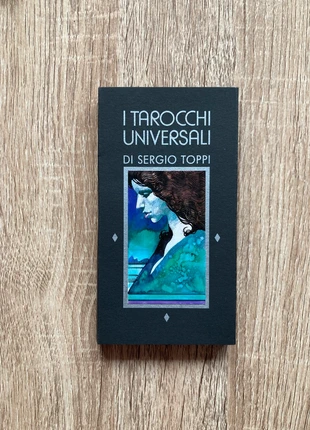 I TAROCCHI
UNIVERSALI
DI SERGIO TOPPI